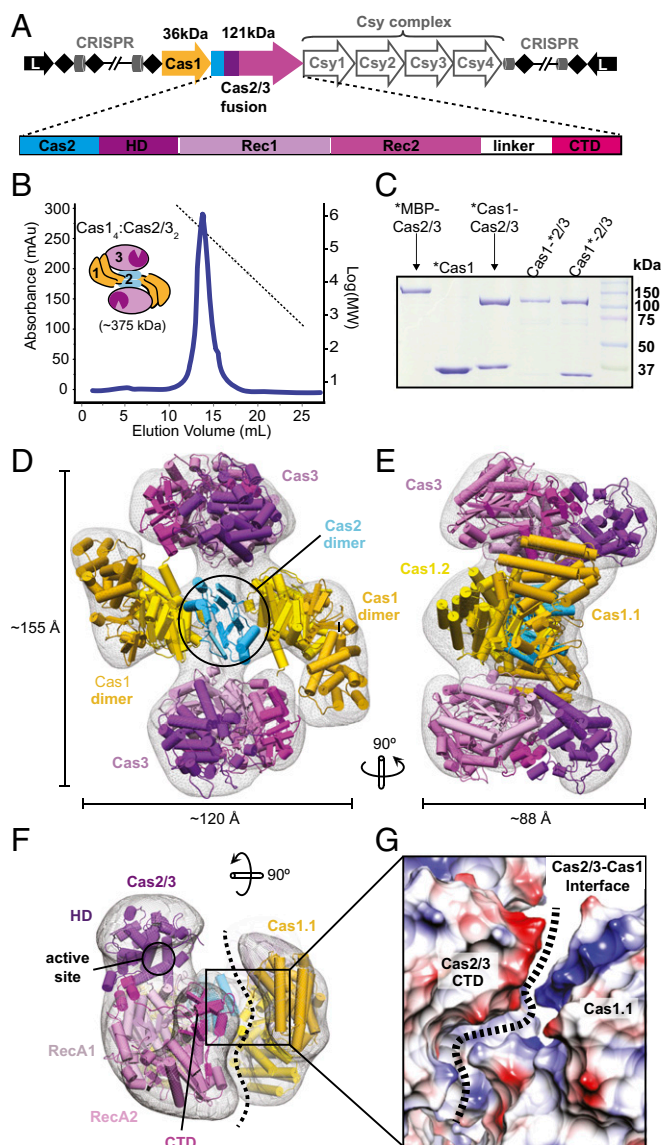 A
36kDa 121kDa
Csy complex
CRISPR
CRISPR
L
Cas1
Csy1 Csy2 Csy3 Csy4
L
Cas2/3
fusion
Cas2 HD Rec1 Rec2 linker CTD
B
Absorbance (mAu)
300
250
200
150
100
50
0
Cas1₄:Cas2/3₂
3
1
2
(~375 kDa)
6
5
4
3
2
1
Log(MW)
0 5 10 15 20 25
Elution Volume (mL)
C
*MBP-
Cas2/3
*Cas1
*Cas1-
Cas2/3
Cas1-*2/3
Cas1*-2/3
kDa
150
100
75
50
37
D
Cas3
Cas2
dimer
Cas1
dimer
Cas1
dimer
Cas3
~155 Å
~120 Å
90°
E
Cas3
Cas1.2
Cas1.1
~88 Å
F
90°
Cas2/3
HD
Cas1.1
active
site
RecA1
RecA2
CTD
G
Cas2/3-Cas1
Interface
Cas2/3
CTD
Cas1.1